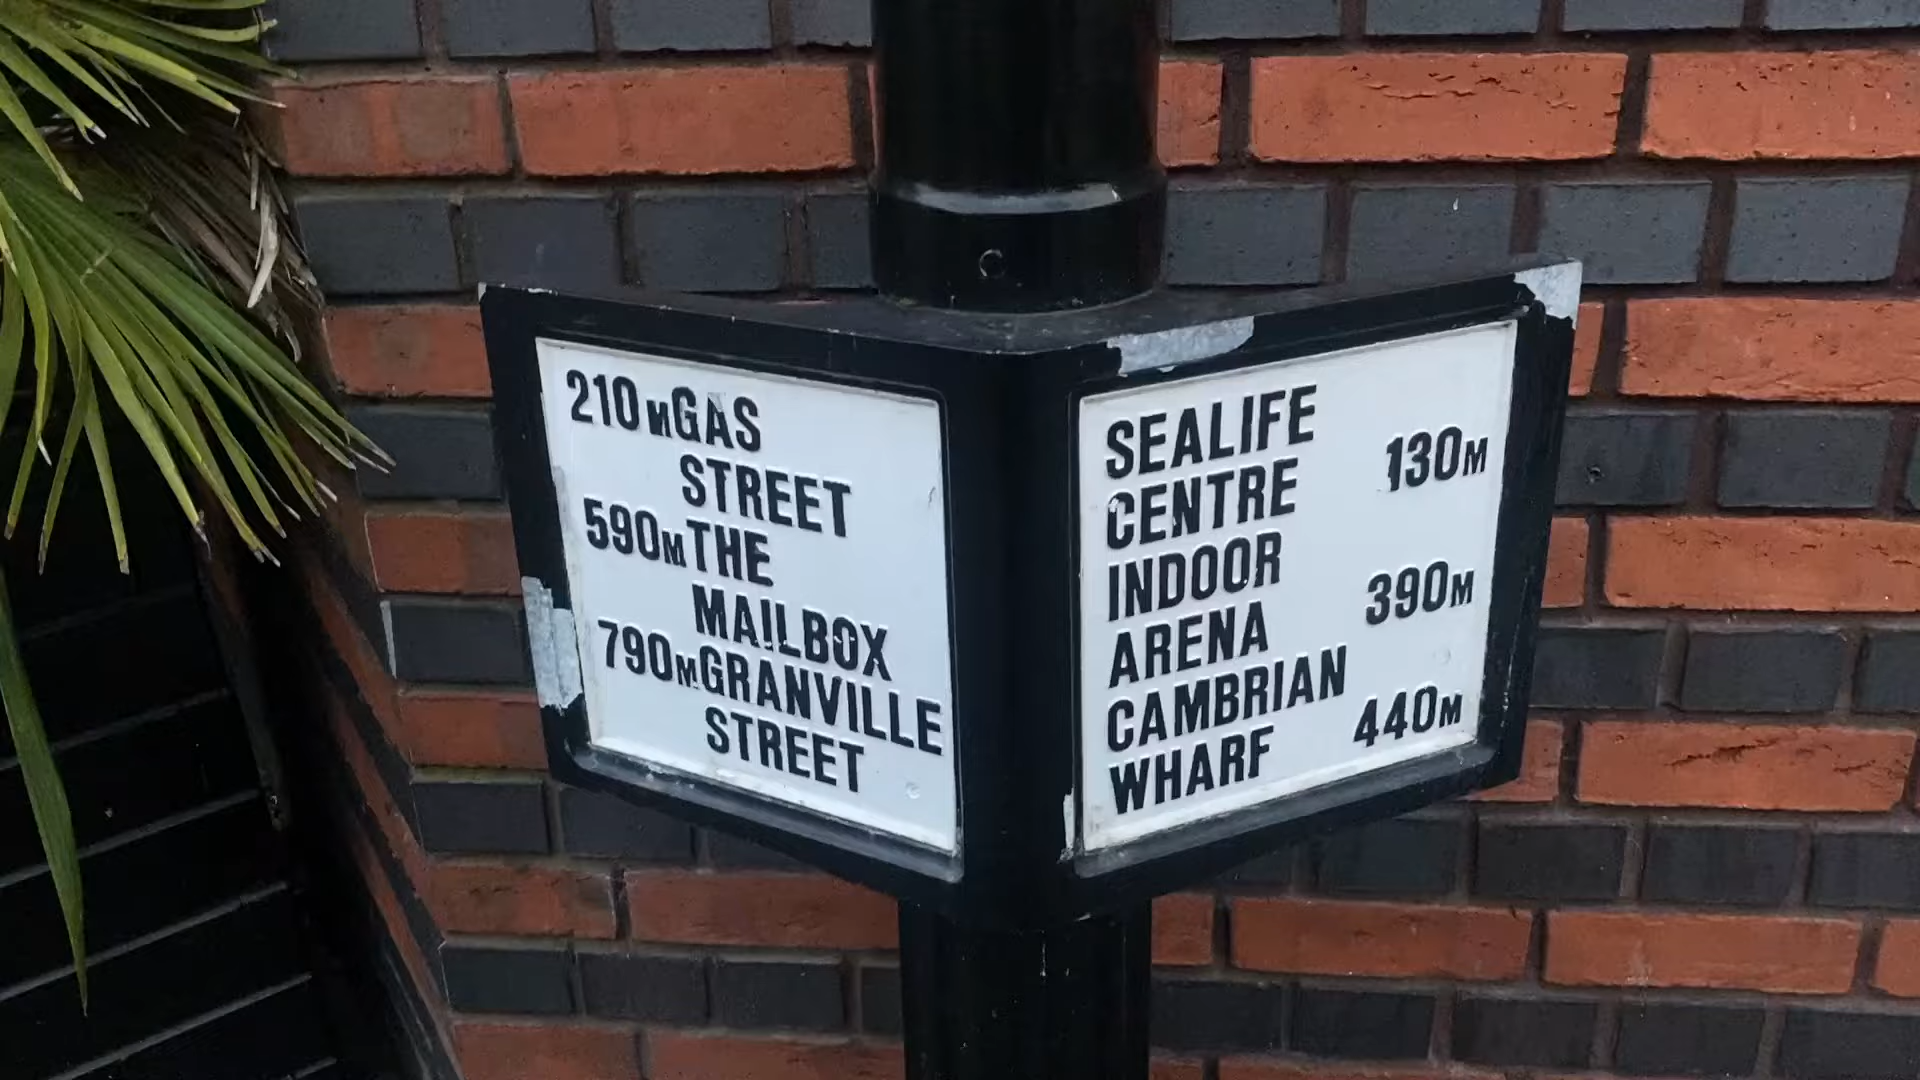 210M GAS
STREET
590M THE
MAILBOX
790M GRANVILLE
STREET
SEALIFE
CENTRE 130M
INDOOR
ARENA 390M
CAMBRIAN
WHARF 440M